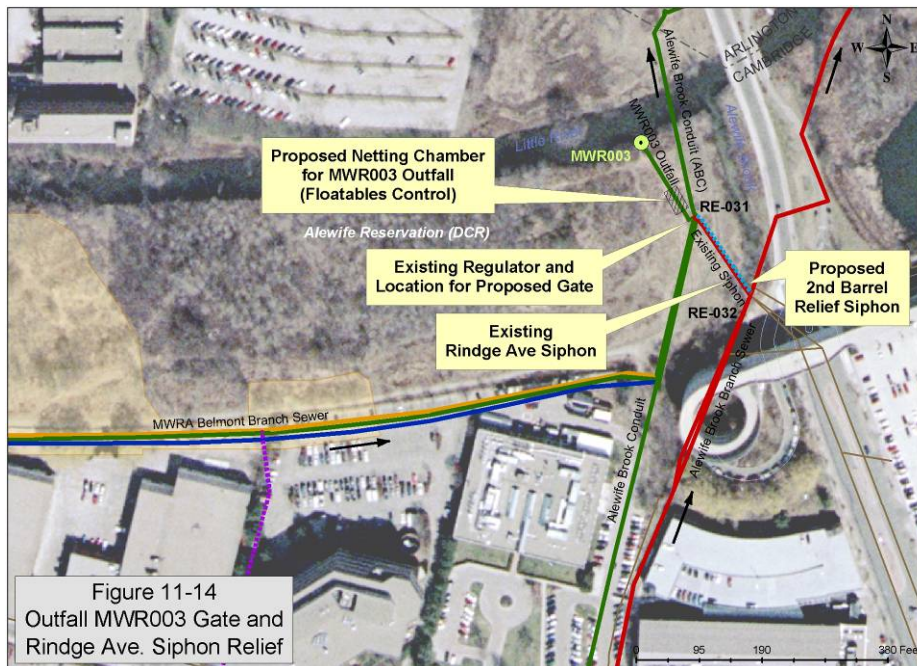 ARLINGTON
CAMBRIDGE
N
W E
S
Alewife Brook Conduit (ABC)
Little River
MWR003
MWR003 Outfall
Proposed Netting Chamber
for MWR003 Outfall
(Floatables Control)
RE-031
Alewife Reservation (DCR)
Existing Regulator and
Location for Proposed Gate
Existing Siphon
Proposed
2nd Barrel
Relief Siphon
RE-032
Existing
Rindge Ave Siphon
Alewife Brook Branch Sewer
MWRA Belmont Branch Sewer
Alewife Brook Conduit
Figure 11-14
Outfall MWR003 Gate and
Rindge Ave. Siphon Relief
0 95 190 380 Feet